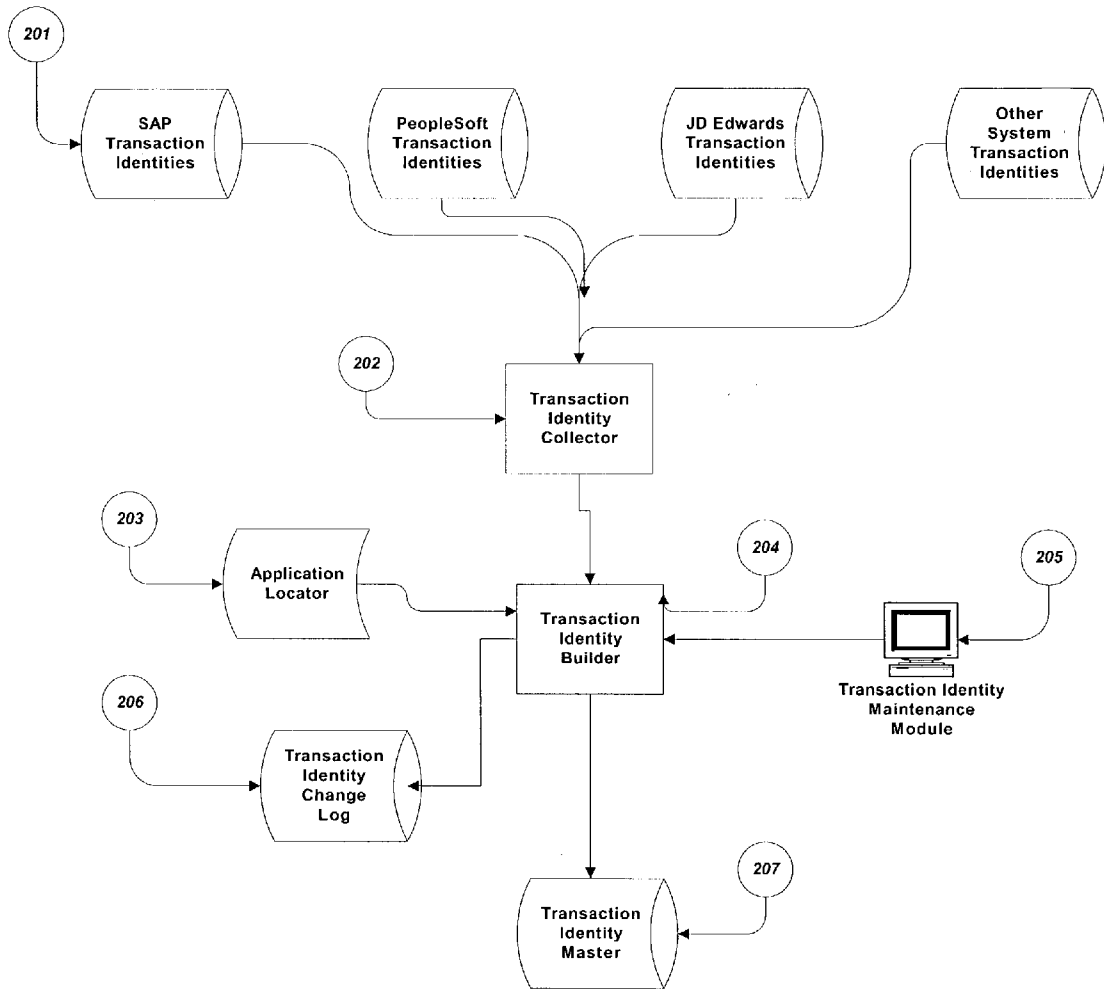 201
SAP
Transaction
Identities
PeopleSoft
Transaction
Identities
JD Edwards
Transaction
Identities
Other
System
Transaction
Identities
202
Transaction
Identity
Collector
203
Application
Locator
204
205
Transaction
Identity
Builder
Transaction Identity
Maintenance
Module
206
Transaction
Identity
Change
Log
207
Transaction
Identity
Master